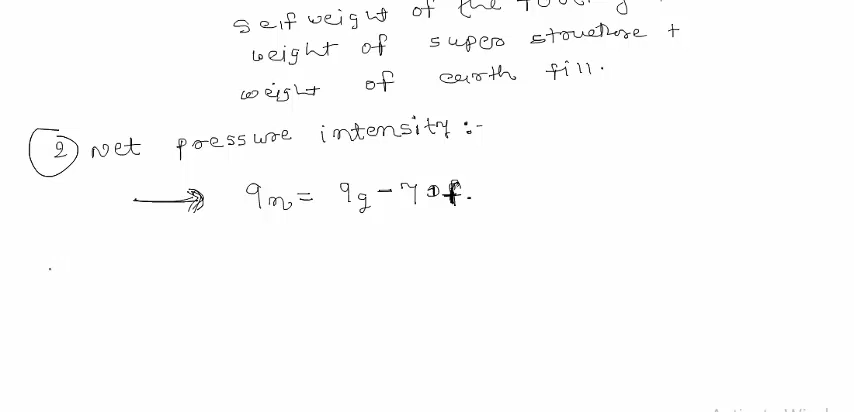 self weight of the footing
weight of super structure +
weight of earth fill.
2 Net pressure intensity :-
→ qn = qg - γDf.